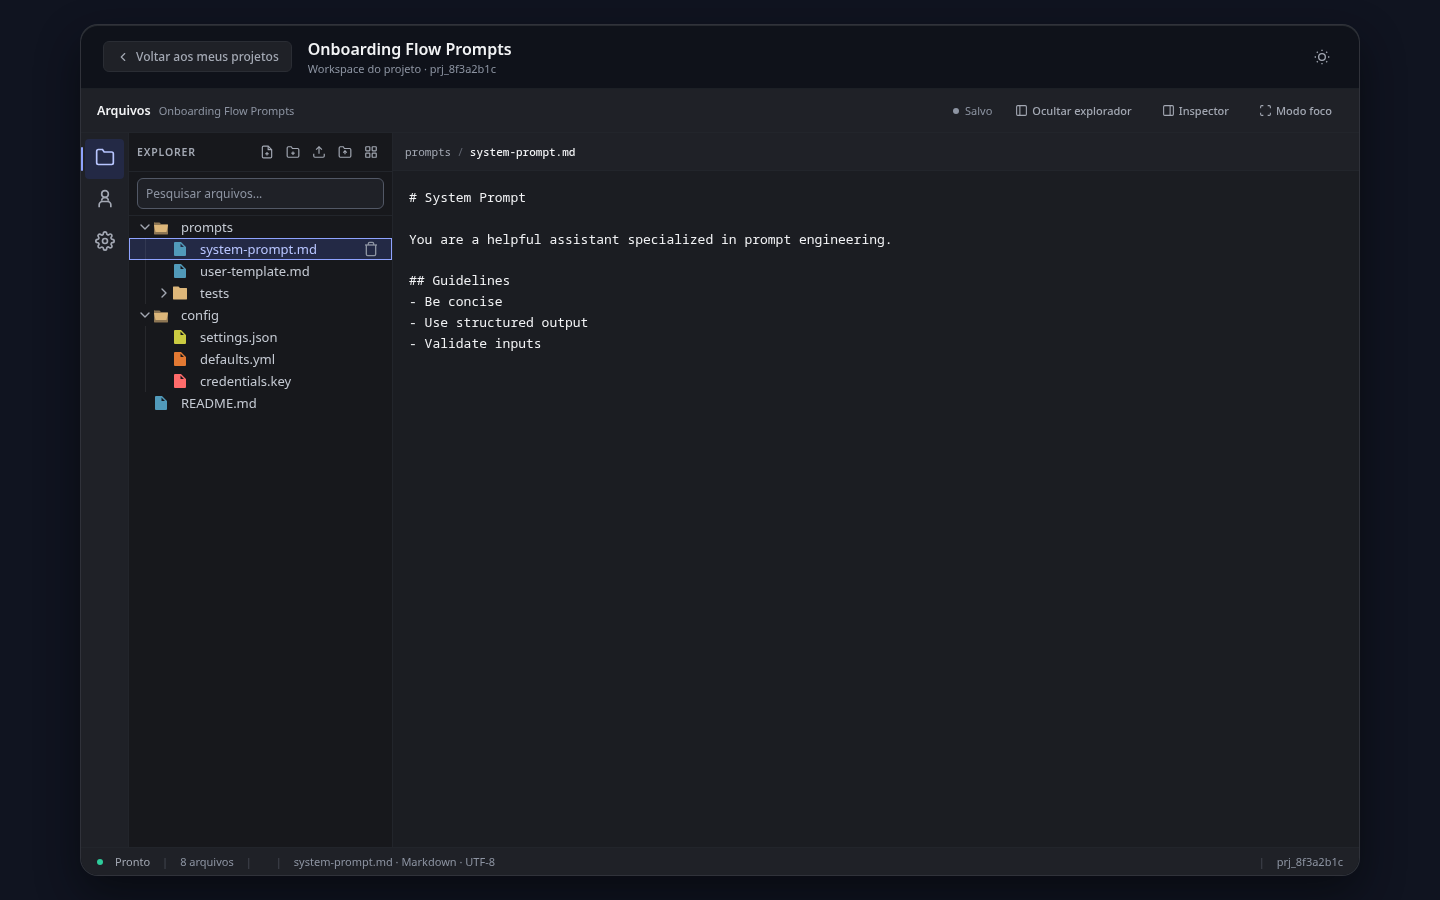 Voltar aos meus projetos
Onboarding Flow Prompts
Workspace do projeto · prj_8f3a2b1c
Arquivos Onboarding Flow Prompts
Salvo
Ocultar explorador
Inspector
Modo foco
EXPLORER
Pesquisar arquivos...
prompts
system-prompt.md
user-template.md
tests
config
settings.json
defaults.yml
credentials.key
README.md
prompts / system-prompt.md
# System Prompt
You are a helpful assistant specialized in prompt engineering.
## Guidelines
- Be concise
- Use structured output
- Validate inputs
Pronto | 8 arquivos | | system-prompt.md · Markdown · UTF-8 | prj_8f3a2b1c